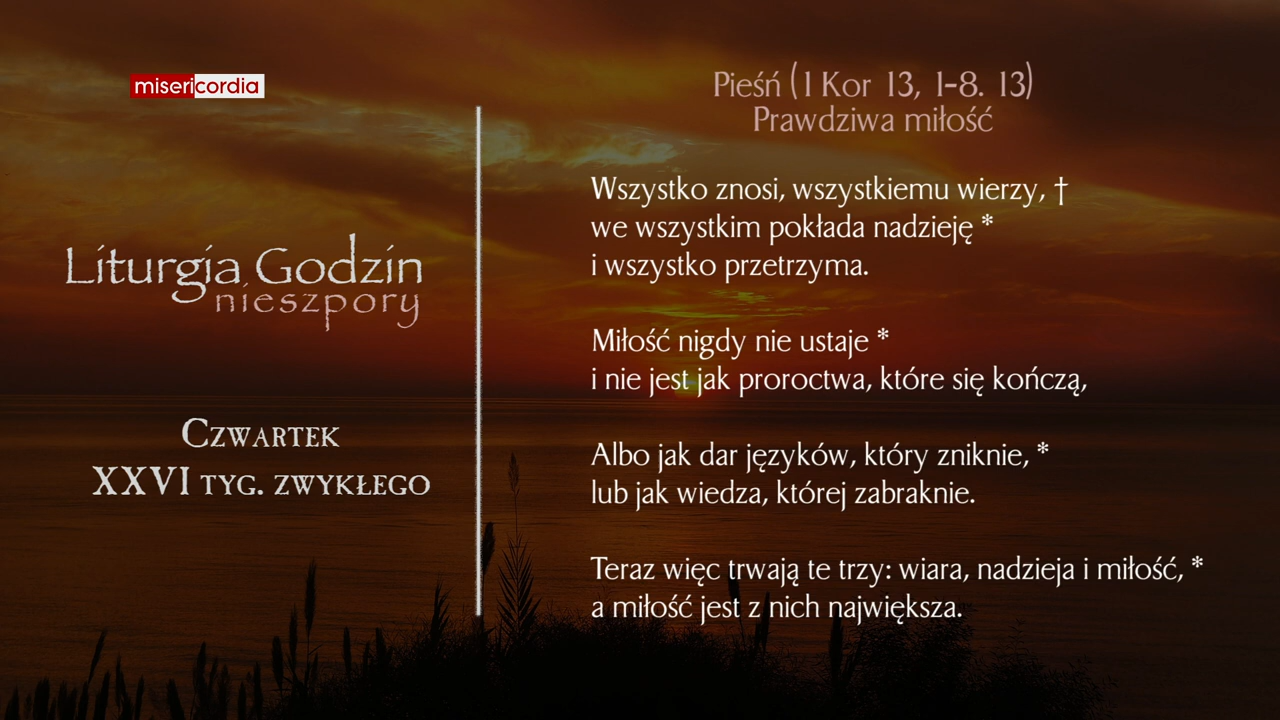 misericordia
Liturgia Godzin
nieszpory
Czwartek
XXVI tyg. zwykłego
Pieśń (1 Kor 13, 1-8. 13)
Prawdziwa miłość
Wszystko znosi, wszystkiemu wierzy, †
we wszystkim pokłada nadzieję *
i wszystko przetrzyma.
Miłość nigdy nie ustaje *
i nie jest jak proroctwa, które się kończą,
Albo jak dar języków, który zniknie, *
lub jak wiedza, której zabraknie.
Teraz więc trwają te trzy: wiara, nadzieja i miłość, *
a miłość jest z nich największa.